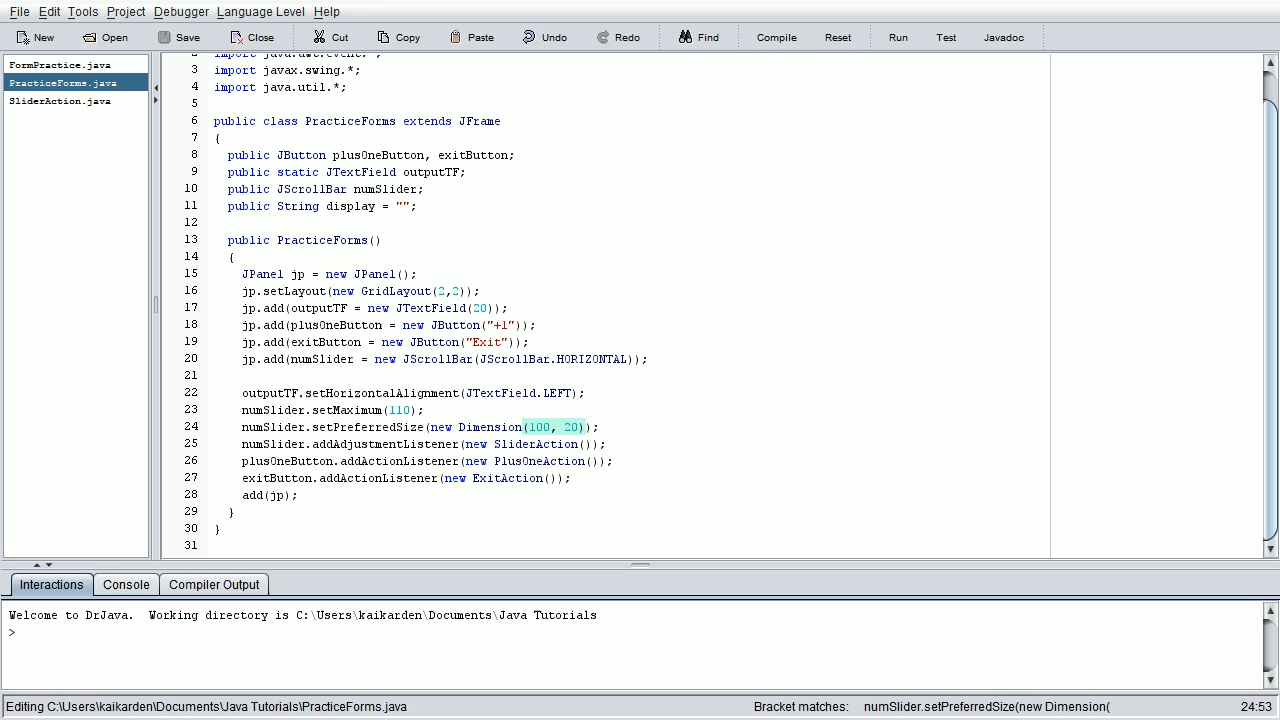 File Edit Tools Project Debugger Language Level Help
New Open Save Close Cut Copy Paste Undo Redo Find Compile Reset Run Test Javadoc
FormPractice.java
PracticeForms.java
SliderAction.java
2 import java.awt.event.*;
3 import javax.swing.*;
4 import java.util.*;
5
6 public class PracticeForms extends JFrame
7 {
8 public JButton plusOneButton, exitButton;
9 public static JTextField outputTF;
10 public JScrollBar numSlider;
11 public String display = "";
12
13 public PracticeForms()
14 {
15 JPanel jp = new JPanel();
16 jp.setLayout(new GridLayout(2,2));
17 jp.add(outputTF = new JTextField(20));
18 jp.add(plusOneButton = new JButton("+1"));
19 jp.add(exitButton = new JButton("Exit"));
20 jp.add(numSlider = new JScrollBar(JScrollBar.HORIZONTAL));
21
22 outputTF.setHorizontalAlignment(JTextField.LEFT);
23 numSlider.setMaximum(110);
24 numSlider.setPreferredSize(new Dimension(100, 20));
25 numSlider.addAdjustmentListener(new SliderAction());
26 plusOneButton.addActionListener(new PlusOneAction());
27 exitButton.addActionListener(new ExitAction());
28 add(jp);
29 }
30 }
31
Interactions Console Compiler Output
Welcome to DrJava. Working directory is C:\Users\kaikarden\Documents\Java Tutorials
>
Editing C:\Users\kaikarden\Documents\Java Tutorials\PracticeForms.java Bracket matches: numSlider.setPreferredSize(new Dimension( 24:53